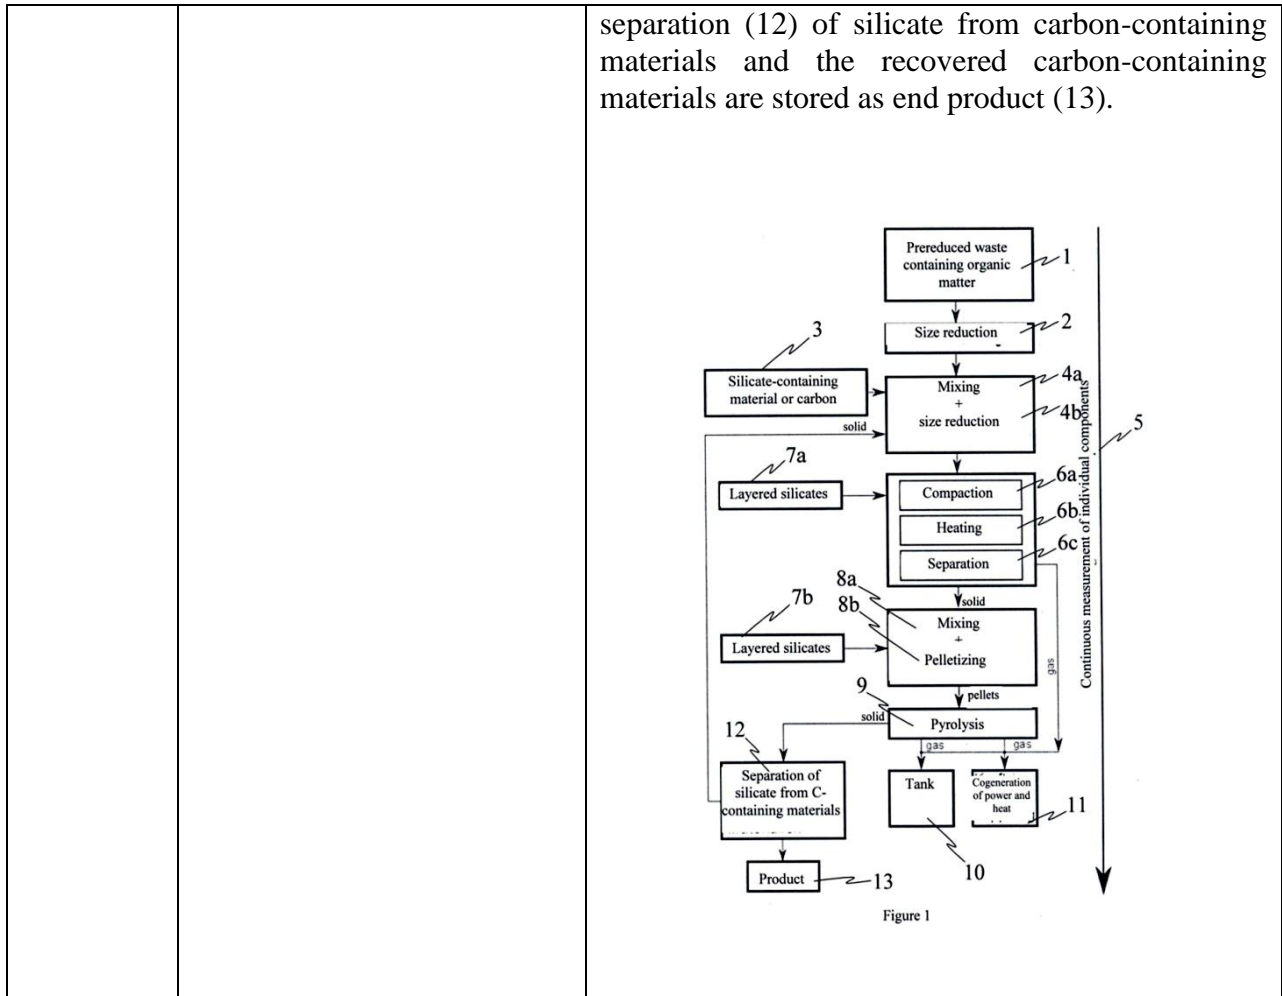 separation (12) of silicate from carbon-containing
materials and the recovered carbon-containing
materials are stored as end product (13).
Prereduced waste
containing organic
matter
1
Size reduction
2
3
Silicate-containing
material or carbon
Mixing
+
size reduction
4a
4b
solid
5
Continuous measurement of individual components
7a
Layered silicates
Compaction
6a
Heating
6b
Separation
6c
solid
8a
8b
7b
Layered silicates
Mixing
+
Pelletizing
gas
pellets
9
solid
Pyrolysis
gas
gas
12
Separation of
silicate from C-
containing materials
Tank
10
Cogeneration
of power and
heat
11
Product
13
Figure 1